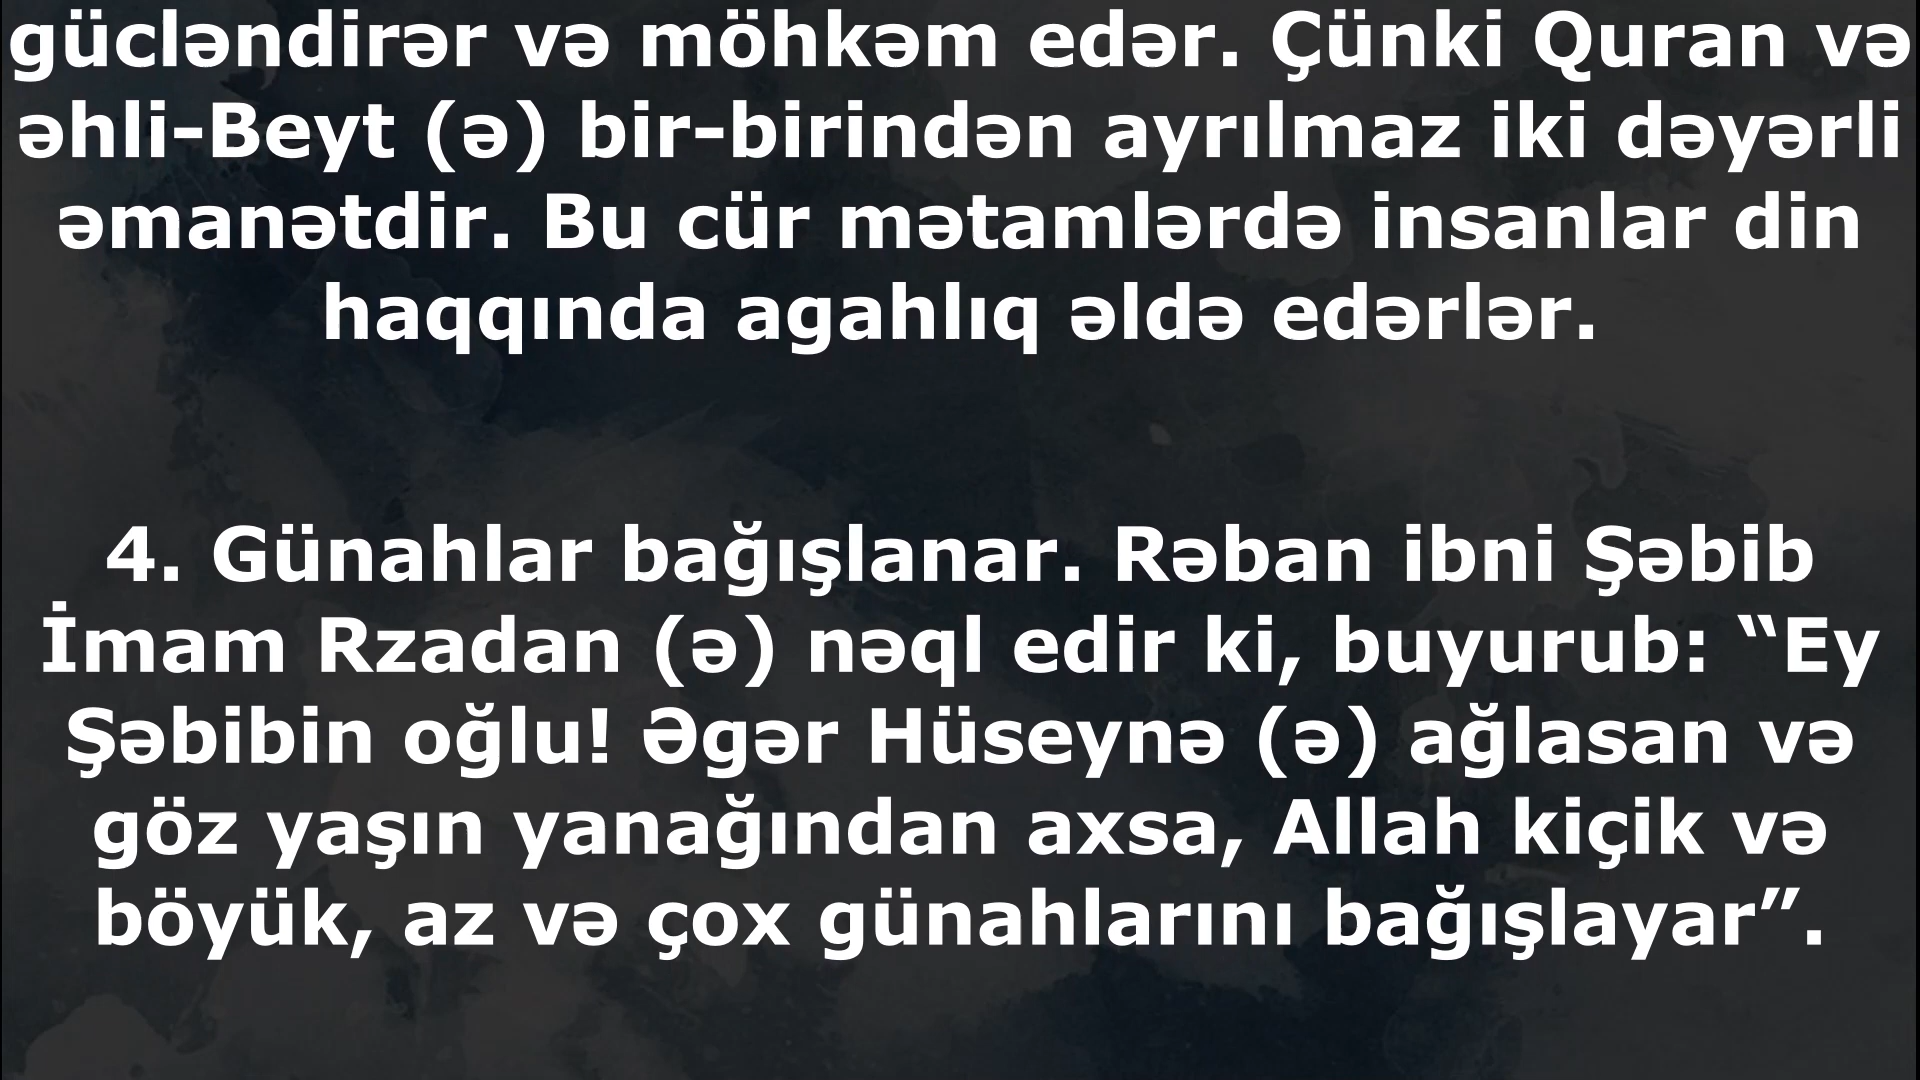 gücləndirər və möhkəm edər. Çünki Quran və
əhli-Beyt (ə) bir-birindən ayrılmaz iki dəyərli
əmanətdir. Bu cür mətamlərdə insanlar din
haqqında agahlıq əldə edərlər.
4. Günahlar bağışlanar. Rəban ibni Şəbib
İmam Rzadan (ə) nəql edir ki, buyurub: “Ey
Şəbibin oğlu! Əgər Hüseynə (ə) ağlasan və
göz yaşın yanağından axsa, Allah kiçik və
böyük, az və çox günahlarını bağışlayar”.